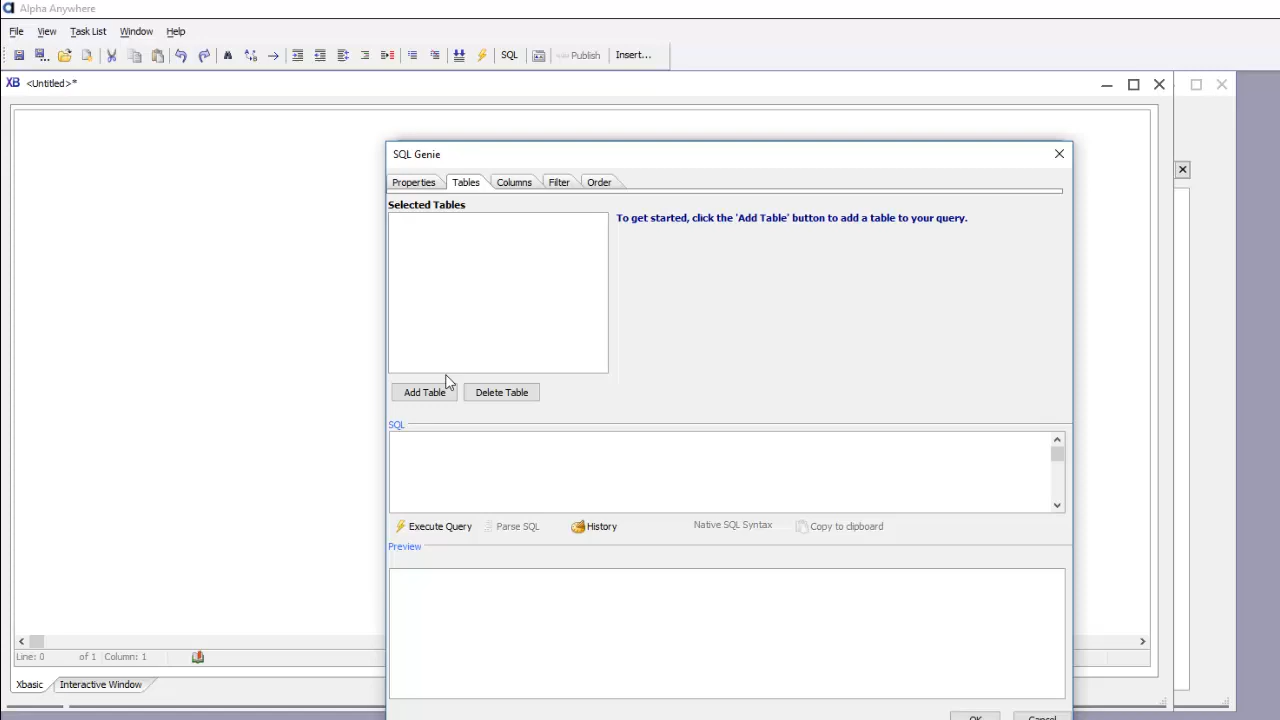 Alpha Anywhere
File View Task List Window Help
SQL Publish Insert...
XB <Untitled>*
SQL Genie
Properties Tables Columns Filter Order
Selected Tables
To get started, click the 'Add Table' button to add a table to your query.
Add Table Delete Table
SQL
Execute Query Parse SQL History Native SQL Syntax Copy to clipboard
Preview
Line: 0 of 1 Column: 1
Xbasic Interactive Window
OK Cancel